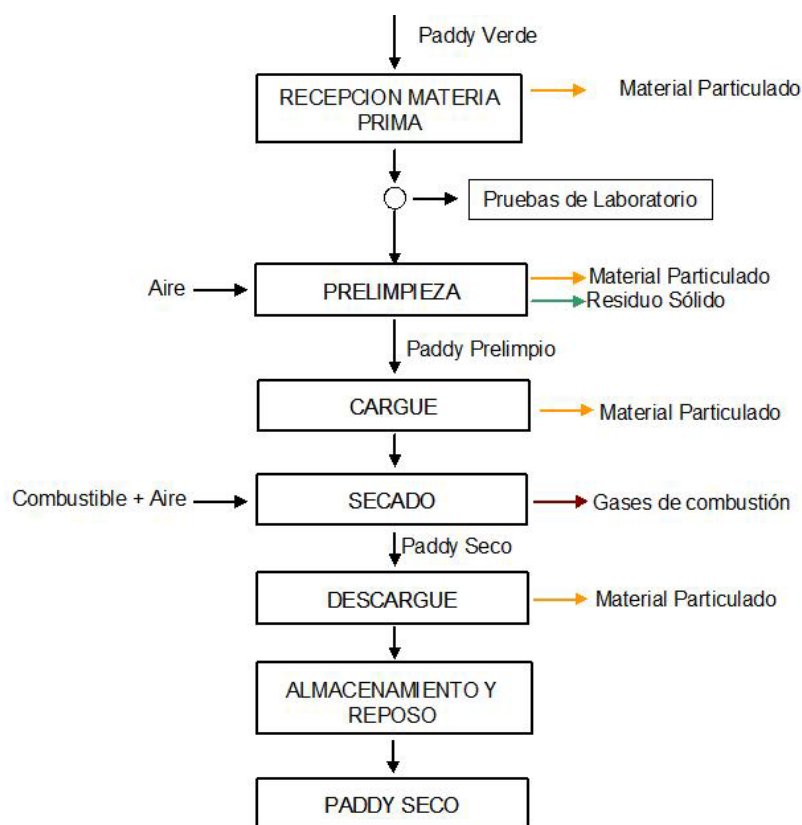 Paddy Verde
RECEPCION MATERIA
PRIMA
Material Particulado
Pruebas de Laboratorio
Aire
PRELIMPIEZA
Material Particulado
Residuo Sólido
Paddy Prelimpio
CARGUE
Material Particulado
Combustible + Aire
SECADO
Gases de combustión
Paddy Seco
DESCARGUE
Material Particulado
ALMACENAMIENTO Y
REPOSO
PADDY SECO